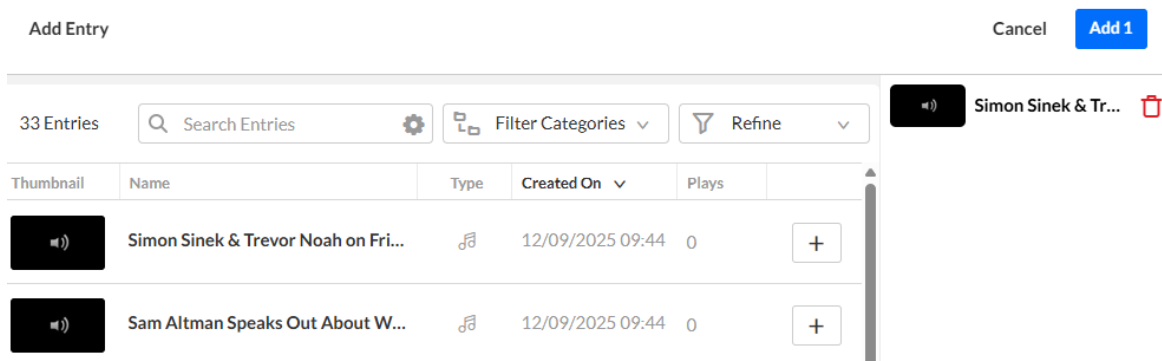 Add Entry
Cancel
Add 1
33 Entries
Search Entries
Filter Categories
Refine
Simon Sinek & Tr...
Thumbnail
Name
Type
Created On
Plays
Simon Sinek & Trevor Noah on Fri...
12/09/2025 09:44
0
+
Sam Altman Speaks Out About W...
12/09/2025 09:44
0
+